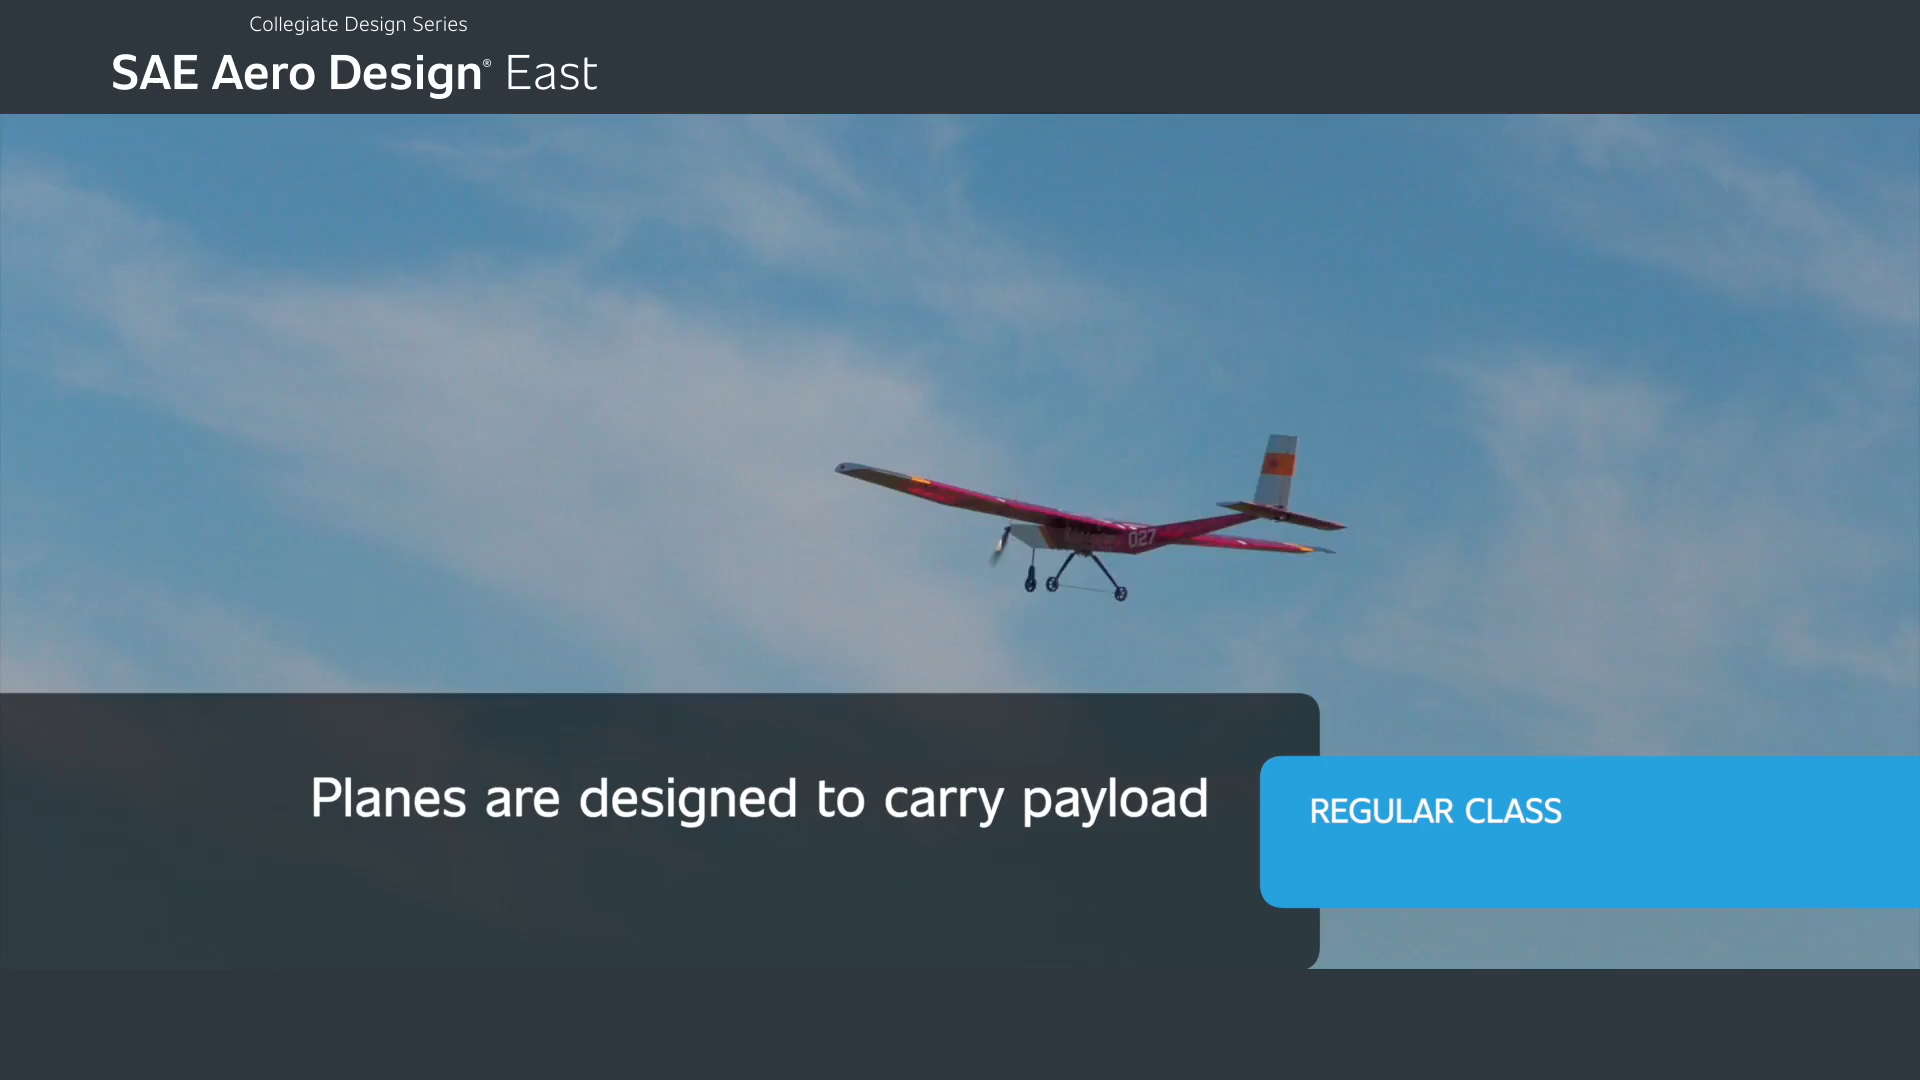 Collegiate Design Series
SAE Aero Design® East
027
Planes are designed to carry payload
REGULAR CLASS